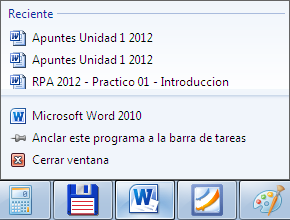 Reciente
Apuntes Unidad 1 2012
Apuntes Unidad 1 2012
RPA 2012 - Practico 01 - Introduccion
Microsoft Word 2010
Anclar este programa a la barra de tareas
Cerrar ventana